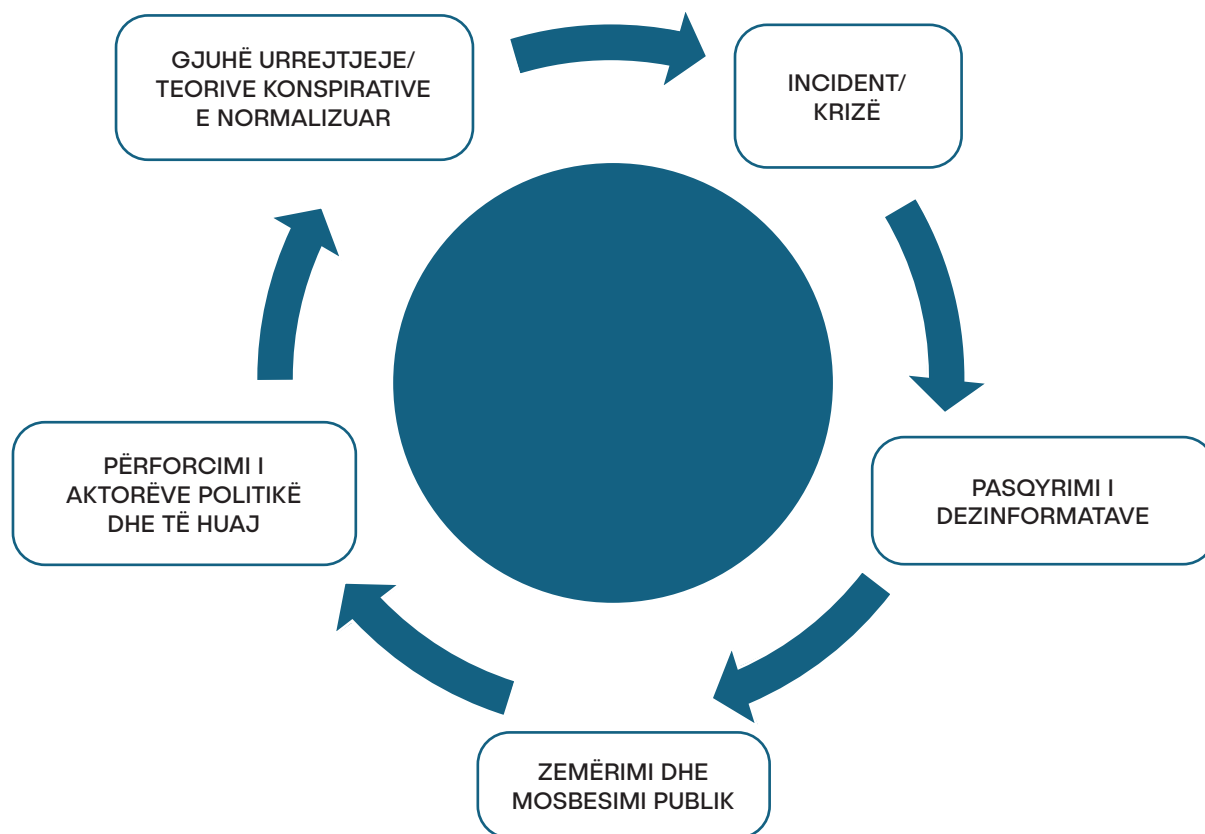 GJUHË URREJTJEJE/
TEORIVE KONSPIRATIVE
E NORMALIZUAR
INCIDENT/
KRIZË
PASQYRIMI I
DEZINFORMATAVE
ZEMËRIMI DHE
MOSBESIMI PUBLIK
PËRFORCIMI I
AKTORËVE POLITIKË
DHE TË HUAJ